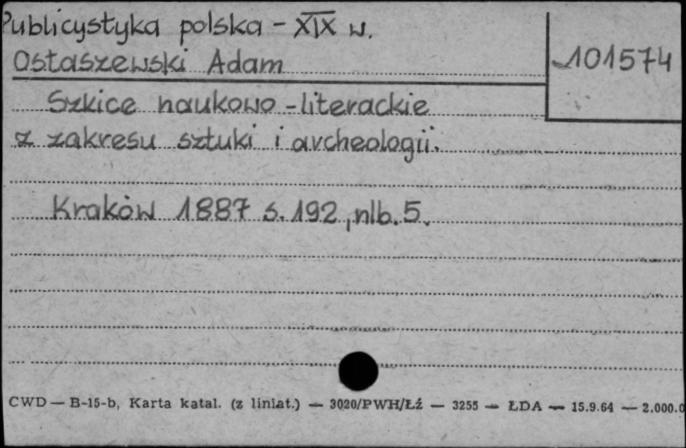 Publicystyka polska - XIX w.
Ostaszewski Adam
101574
Szkice naukowo - literackie
z zakresu sztuki i archeologii.
Kraków 1887 s. 192, nlb. 5.
CWD — B-15-b, Karta katal. (z liniat.) — 3020/PWH/Łź — 3255 — ŁDA — 15.9.64 — 2.000.0